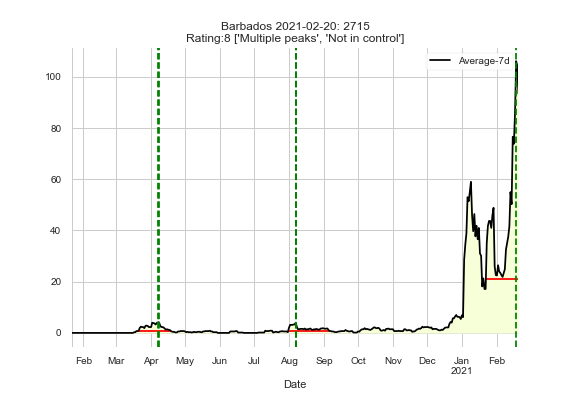 Barbados 2021-02-20: 2715
Rating:8 ['Multiple peaks', 'Not in control']
Average-7d
100
80
60
40
20
0
Feb Mar Apr May Jun Jul Aug Sep Oct Nov Dec Jan Feb
2021
Date